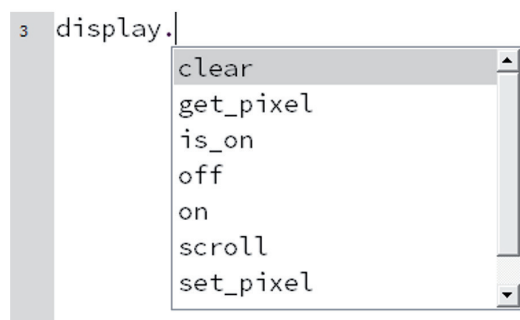 3 display.
clear
get_pixel
is_on
off
on
scroll
set_pixel